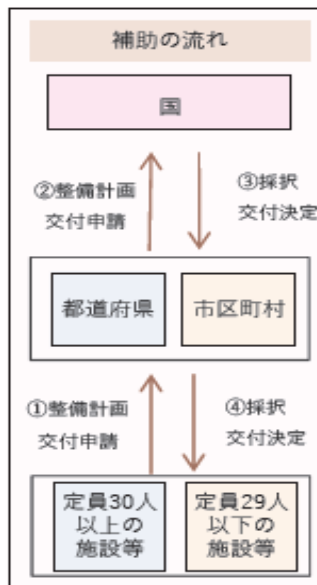 補助の流れ
国
②整備計画
交付申請
③採択
交付決定
都道府県
市区町村
①整備計画
交付申請
④採択
交付決定
定員30人
以上の
施設等
定員29人
以下の
施設等